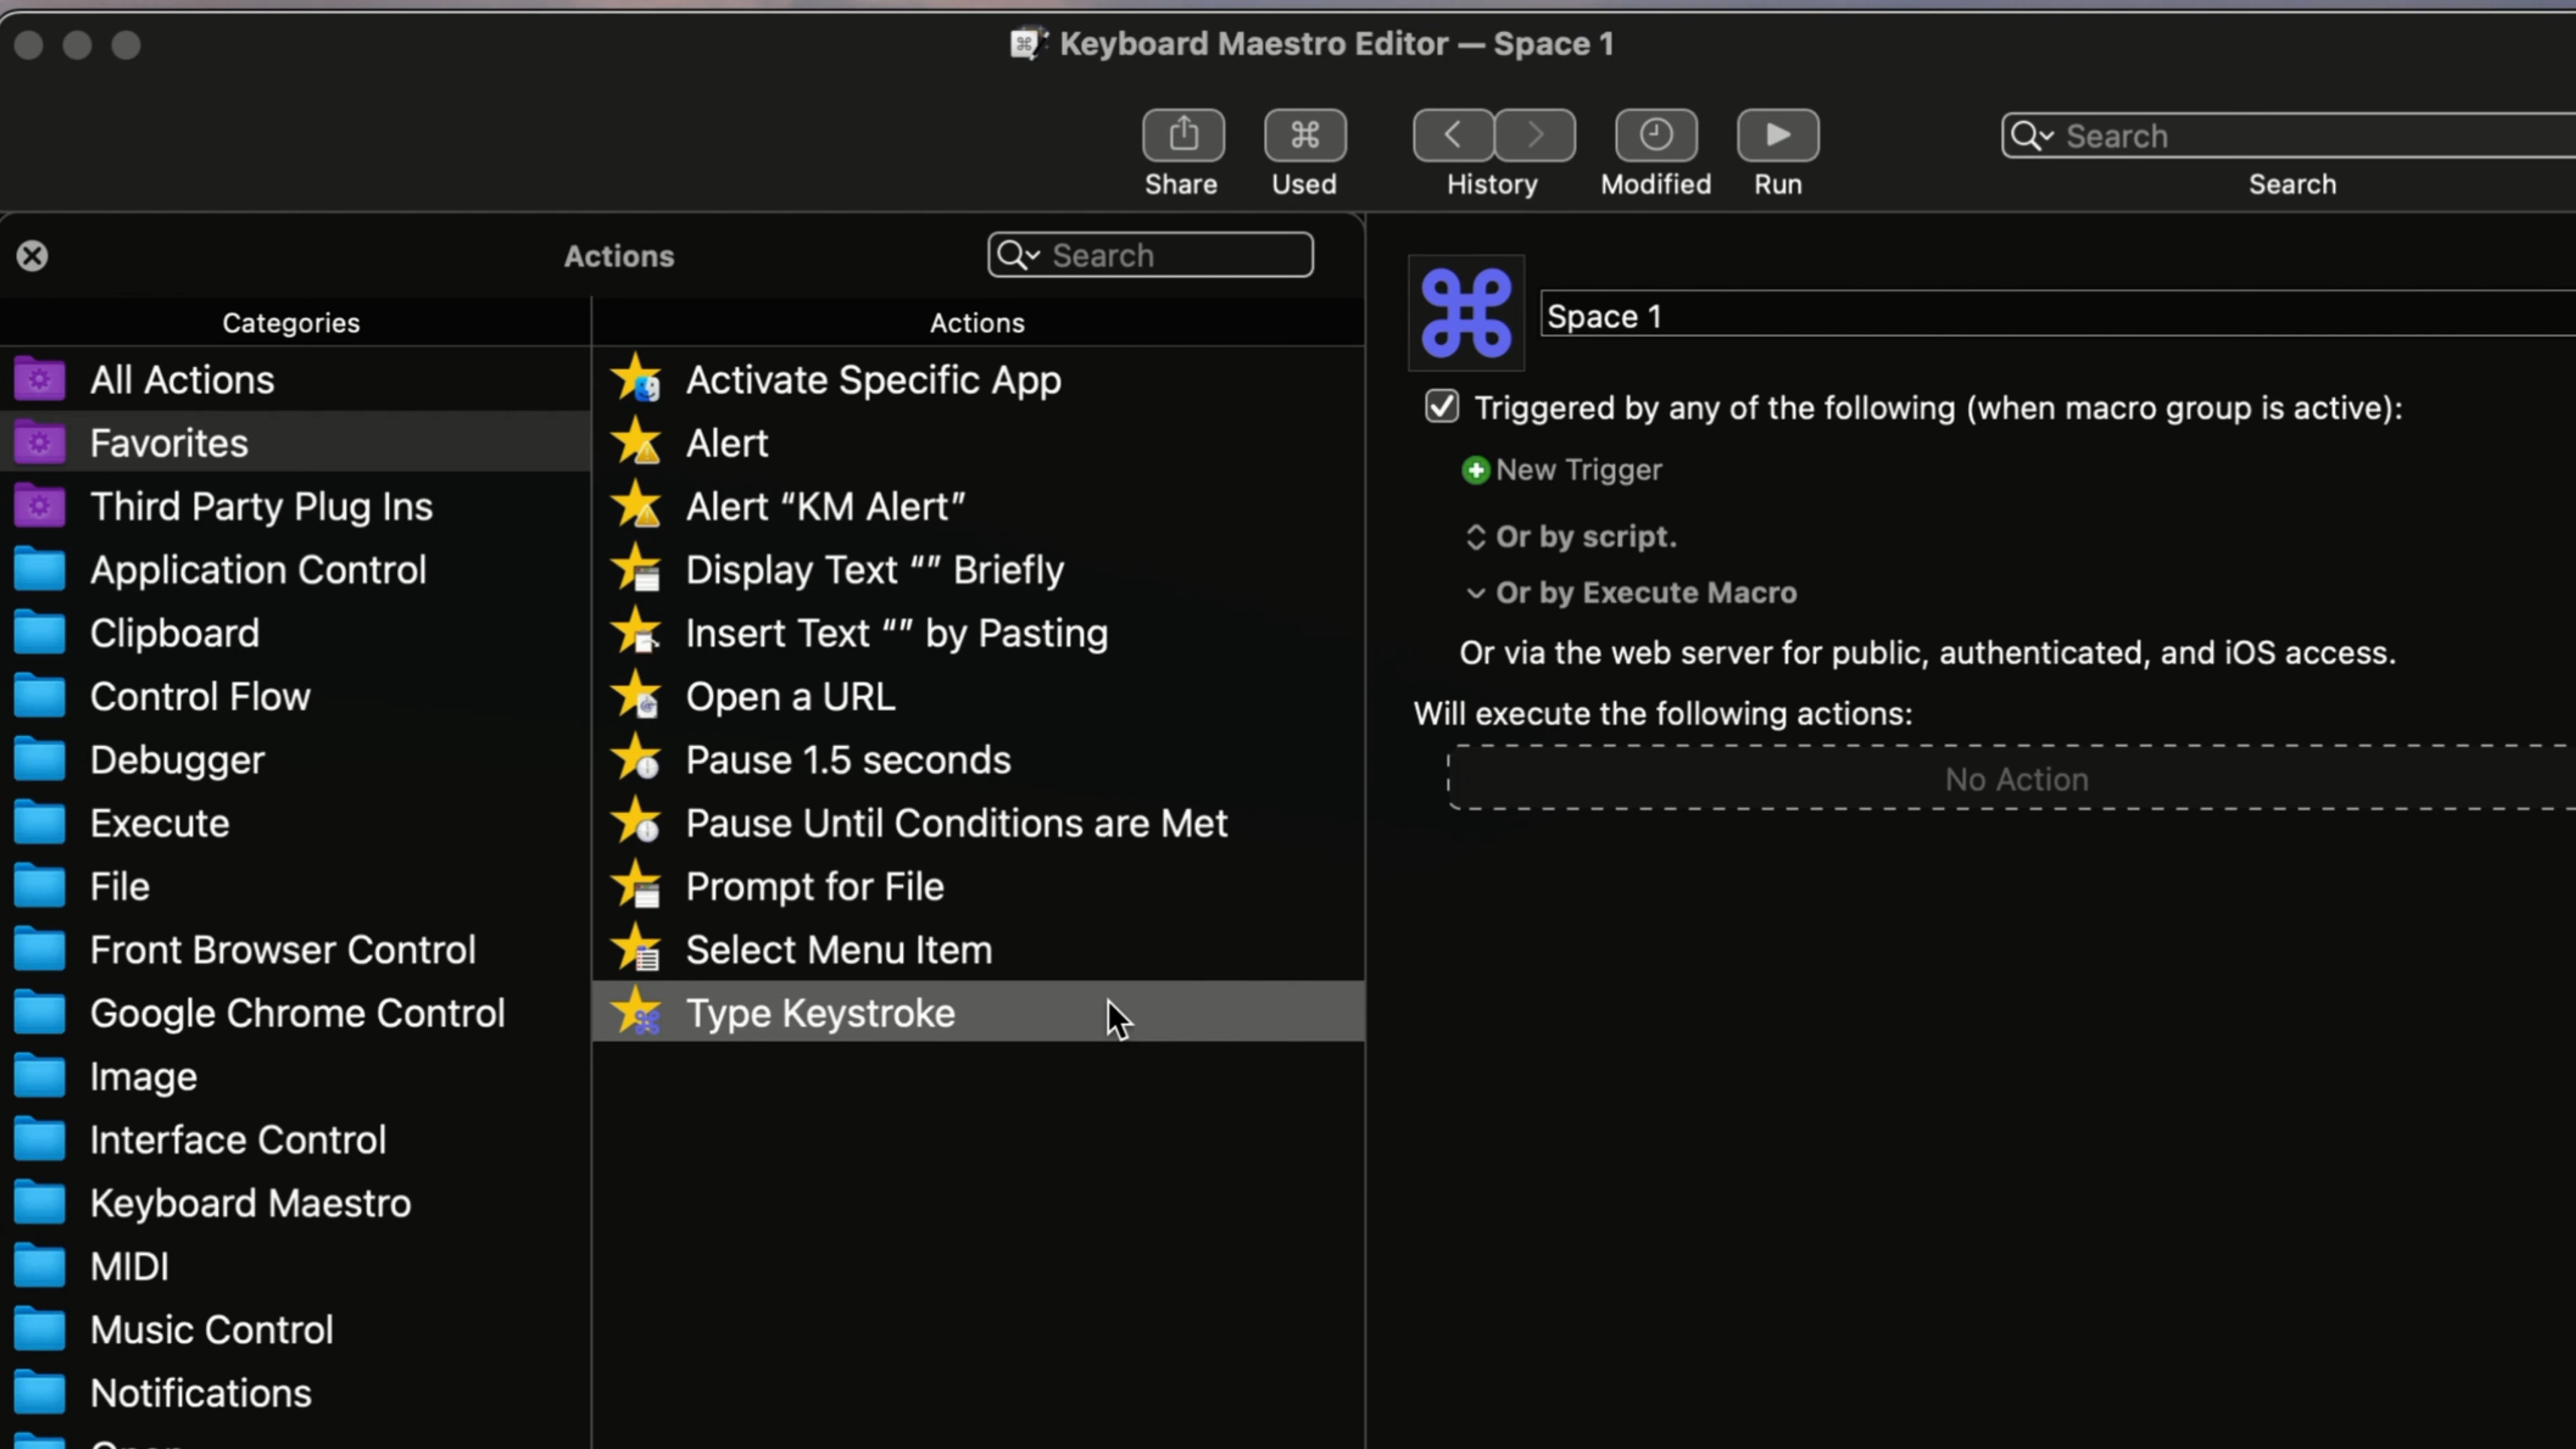 Keyboard Maestro Editor — Space 1
Share
Used
History
Modified
Run
Search
Search
Actions
Search
Categories
Actions
All Actions
Favorites
Third Party Plug Ins
Application Control
Clipboard
Control Flow
Debugger
Execute
File
Front Browser Control
Google Chrome Control
Image
Interface Control
Keyboard Maestro
MIDI
Music Control
Notifications
Activate Specific App
Alert
Alert “KM Alert”
Display Text “” Briefly
Insert Text “” by Pasting
Open a URL
Pause 1.5 seconds
Pause Until Conditions are Met
Prompt for File
Select Menu Item
Type Keystroke
Space 1
Triggered by any of the following (when macro group is active):
New Trigger
Or by script.
Or by Execute Macro
Or via the web server for public, authenticated, and iOS access.
Will execute the following actions:
No Action